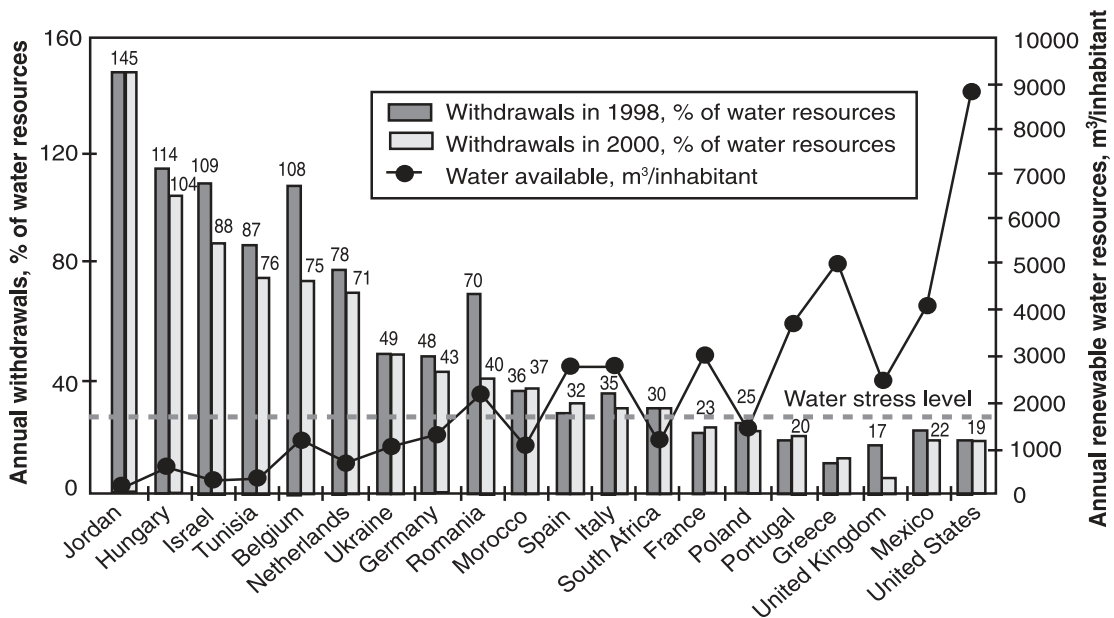 Annual withdrawals, % of water resources
160
120
80
40
0
145
114
104
109
88
87
76
108
75
78
71
49
48
43
70
40
36
37
32
35
30
23
25
20
17
22
19
Withdrawals in 1998, % of water resources
Withdrawals in 2000, % of water resources
Water available, m³/inhabitant
Water stress level
10000
9000
8000
7000
6000
5000
4000
3000
2000
1000
0
Annual renewable water resources, m³/inhabitant
Jordan
Hungary
Israel
Tunisia
Belgium
Netherlands
Ukraine
Germany
Romania
Morocco
Spain
Italy
South Africa
France
Poland
Portugal
Greece
United Kingdom
Mexico
United States